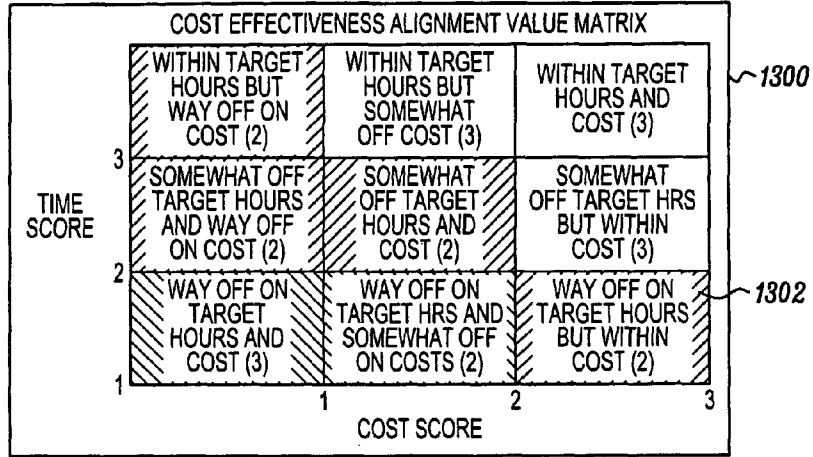 COST EFFECTIVENESS ALIGNMENT VALUE MATRIX
WITHIN TARGET
HOURS BUT
WAY OFF ON
COST (2)
WITHIN TARGET
HOURS BUT
SOMEWHAT
OFF COST (3)
WITHIN TARGET
HOURS AND
COST (3)
1300
3
TIME
SCORE
SOMEWHAT OFF
TARGET HOURS
AND WAY OFF
ON COST (2)
SOMEWHAT
OFF TARGET
HOURS AND
COST (2)
SOMEWHAT
OFF TARGET HRS
BUT WITHIN
COST (3)
2
WAY OFF ON
TARGET
HOURS AND
COST (3)
WAY OFF ON
TARGET HRS AND
SOMEWHAT OFF
ON COSTS (2)
WAY OFF ON
TARGET HOURS
BUT WITHIN
COST (2)
1302
1
1
2
3
COST SCORE